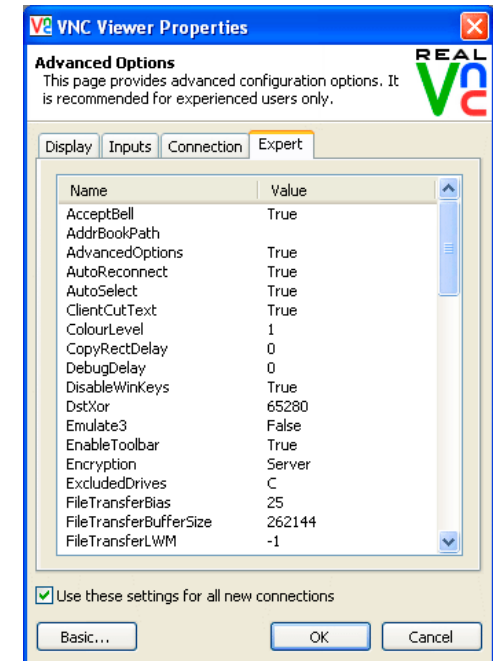 VNC Viewer Properties
Advanced Options
This page provides advanced configuration options. It
is recommended for experienced users only.
REAL
VNC
Display Inputs Connection Expert
Name Value
AcceptBell True
AddrBookPath
AdvancedOptions True
AutoReconnect True
AutoSelect True
ClientCutText True
ColourLevel 1
CopyRectDelay 0
DebugDelay 0
DisableWinKeys True
DstXor 65280
Emulate3 False
EnableToolbar True
Encryption Server
ExcludedDrives C
FileTransferBias 25
FileTransferBufferSize 262144
FileTransferLWM -1
Use these settings for all new connections
Basic... OK Cancel